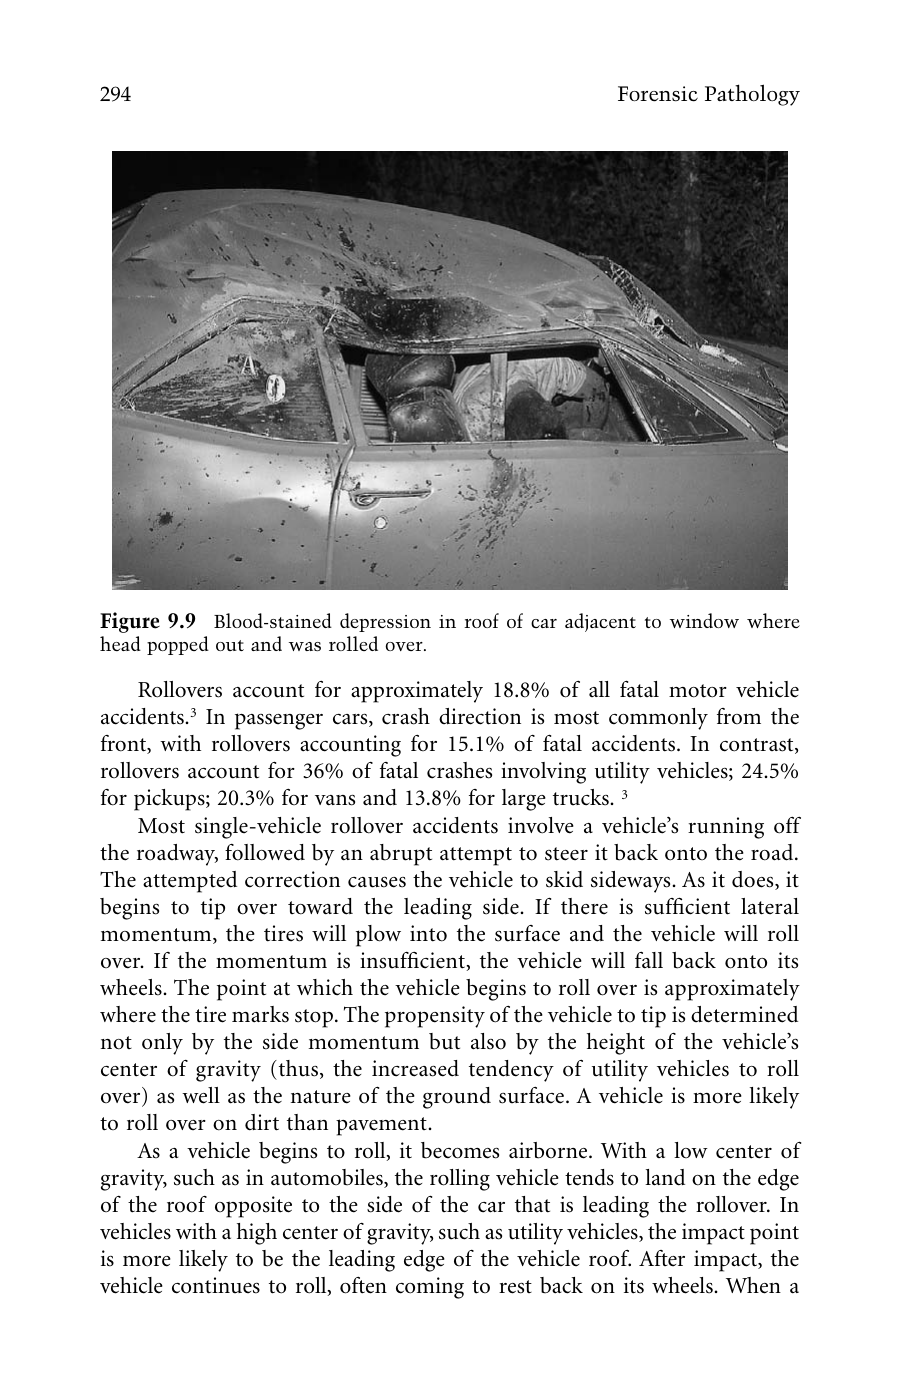 294
Forensic Pathology
A
Figure 9.9 Blood-stained depression in roof of car adjacent to window where
head popped out and was rolled over.
Rollovers account for approximately 18.8% of all fatal motor vehicle
accidents.3 In passenger cars, crash direction is most commonly from the
front, with rollovers accounting for 15.1% of fatal accidents. In contrast,
rollovers account for 36% of fatal crashes involving utility vehicles; 24.5%
for pickups; 20.3% for vans and 13.8% for large trucks. 3
Most single-vehicle rollover accidents involve a vehicle’s running off
the roadway, followed by an abrupt attempt to steer it back onto the road.
The attempted correction causes the vehicle to skid sideways. As it does, it
begins to tip over toward the leading side. If there is sufficient lateral
momentum, the tires will plow into the surface and the vehicle will roll
over. If the momentum is insufficient, the vehicle will fall back onto its
wheels. The point at which the vehicle begins to roll over is approximately
where the tire marks stop. The propensity of the vehicle to tip is determined
not only by the side momentum but also by the height of the vehicle’s
center of gravity (thus, the increased tendency of utility vehicles to roll
over) as well as the nature of the ground surface. A vehicle is more likely
to roll over on dirt than pavement.
As a vehicle begins to roll, it becomes airborne. With a low center of
gravity, such as in automobiles, the rolling vehicle tends to land on the edge
of the roof opposite to the side of the car that is leading the rollover. In
vehicles with a high center of gravity, such as utility vehicles, the impact point
is more likely to be the leading edge of the vehicle roof. After impact, the
vehicle continues to roll, often coming to rest back on its wheels. When a